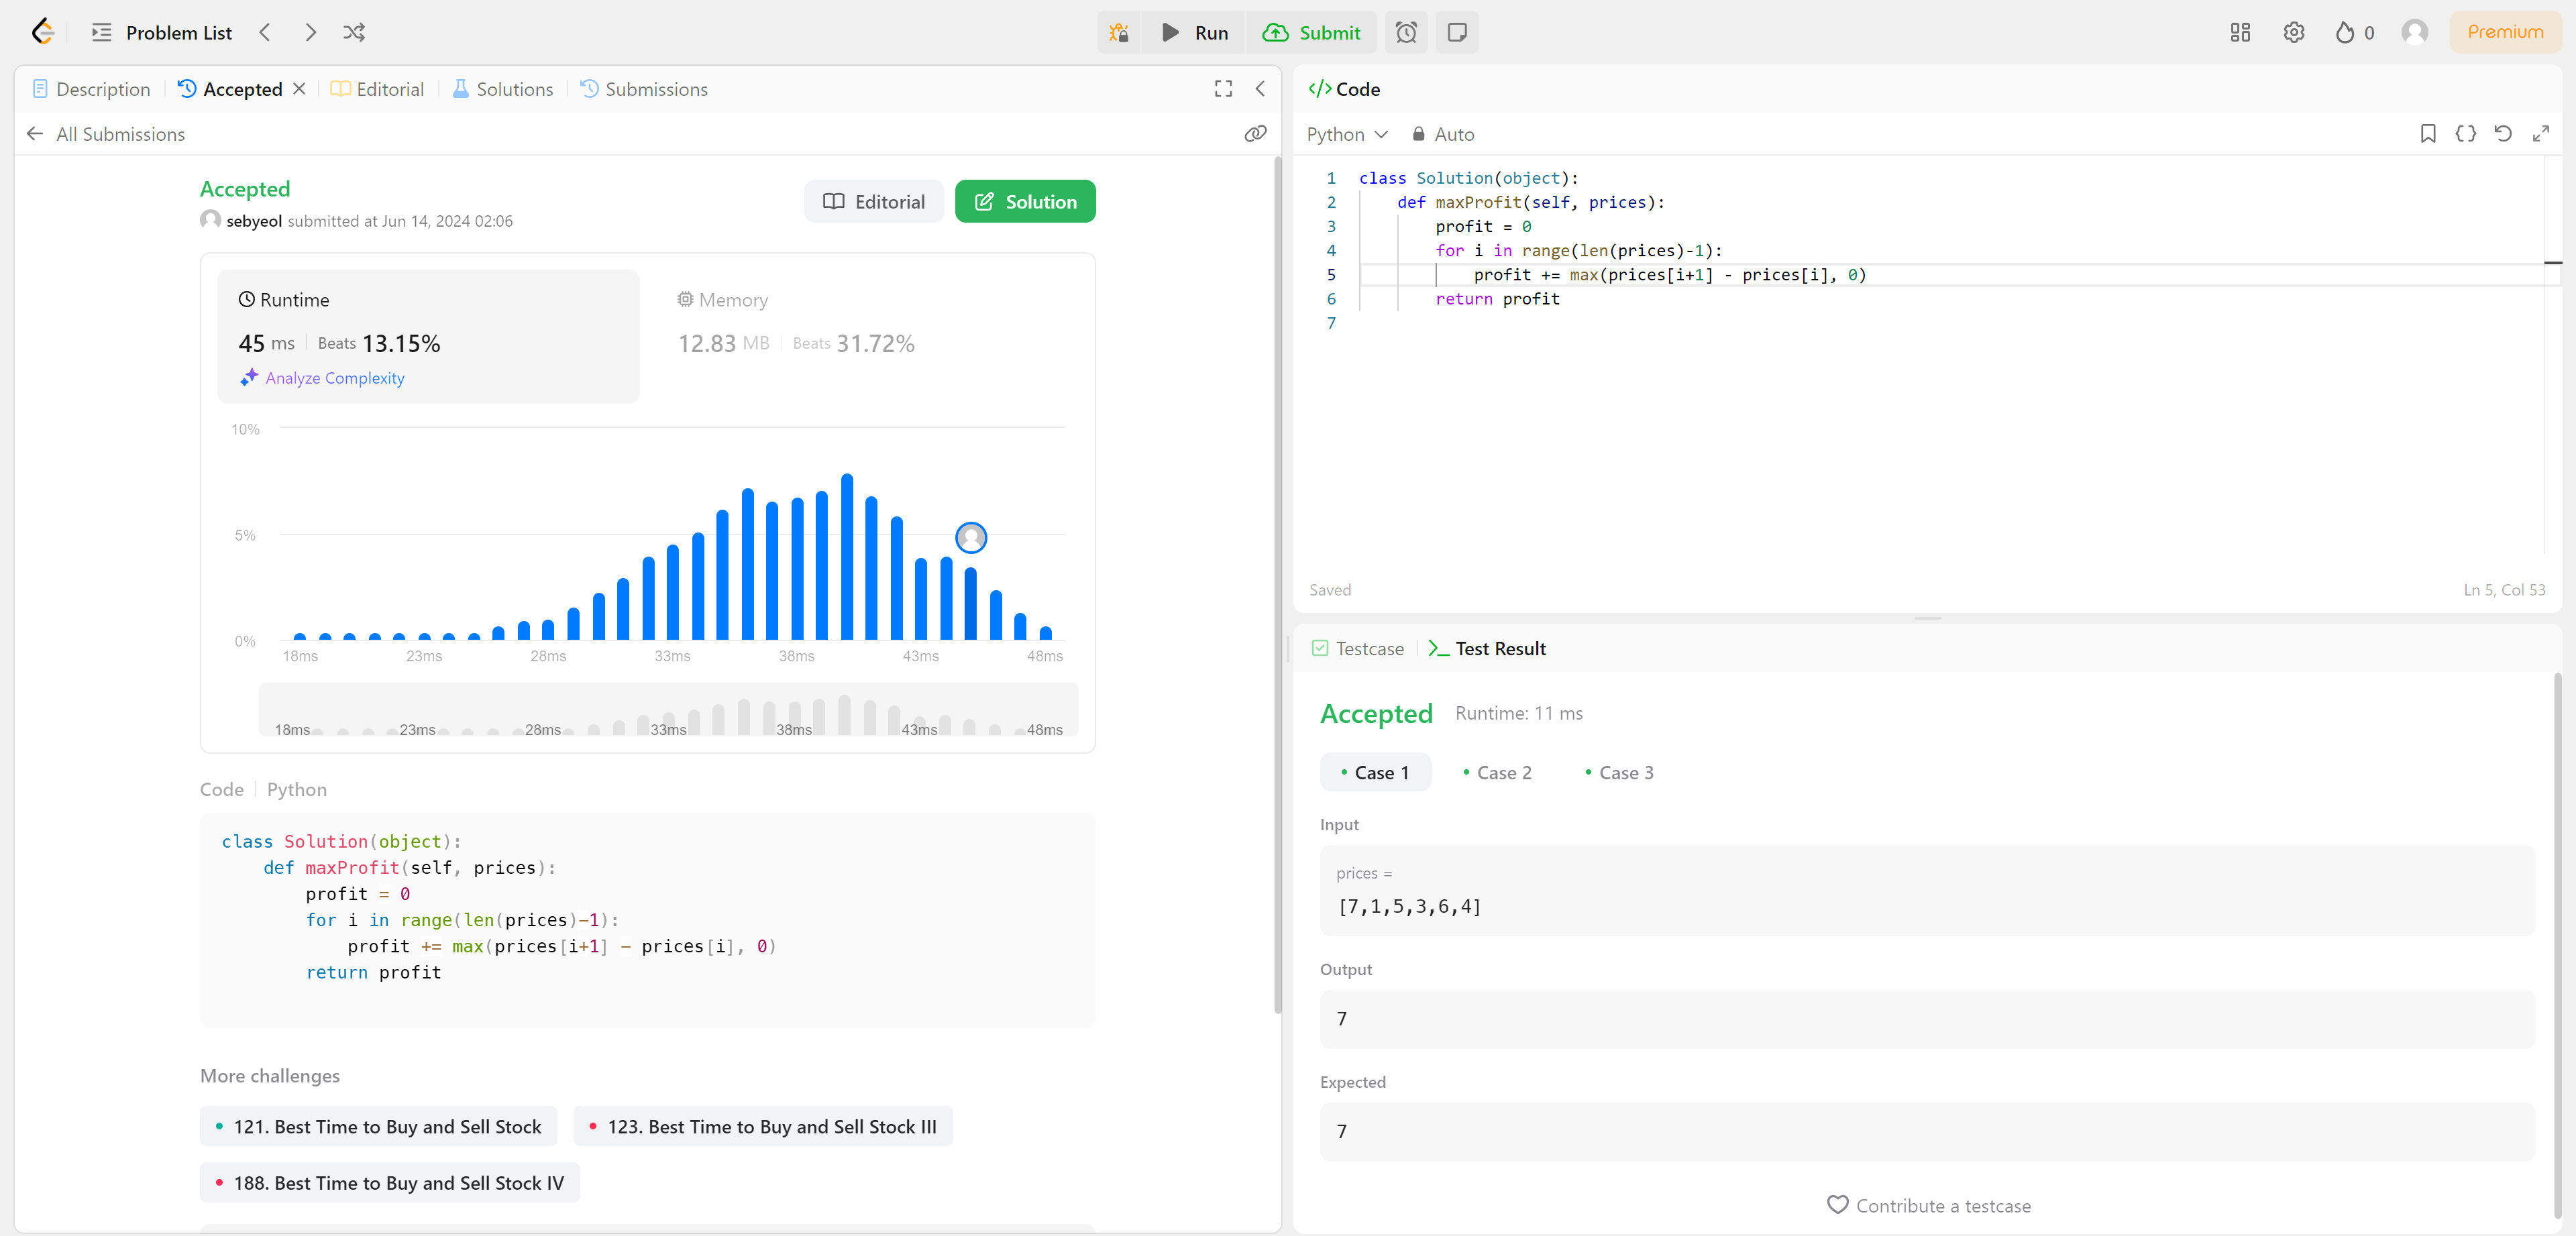 Problem List
Run
Submit
0
Premium
Description
Accepted
Editorial
Solutions
Submissions
All Submissions
Accepted
sebyeol submitted at Jun 14, 2024 02:06
Editorial
Solution
Runtime
45 ms Beats 13.15%
Analyze Complexity
Memory
12.83 MB Beats 31.72%
10%
5%
0%
18ms 23ms 28ms 33ms 38ms 43ms 48ms
18ms 23ms 28ms 33ms 38ms 43ms 48ms
Code Python
class Solution(object):
    def maxProfit(self, prices):
        profit = 0
        for i in range(len(prices)-1):
            profit += max(prices[i+1] - prices[i], 0)
        return profit
More challenges
121. Best Time to Buy and Sell Stock
123. Best Time to Buy and Sell Stock III
188. Best Time to Buy and Sell Stock IV
</> Code
Python
Auto
1 class Solution(object):
2     def maxProfit(self, prices):
3         profit = 0
4         for i in range(len(prices)-1):
5             profit += max(prices[i+1] - prices[i], 0)
6         return profit
7
Saved
Ln 5, Col 53
Testcase
Test Result
Accepted
Runtime: 11 ms
Case 1
Case 2
Case 3
Input
prices =
[7,1,5,3,6,4]
Output
7
Expected
7
Contribute a testcase